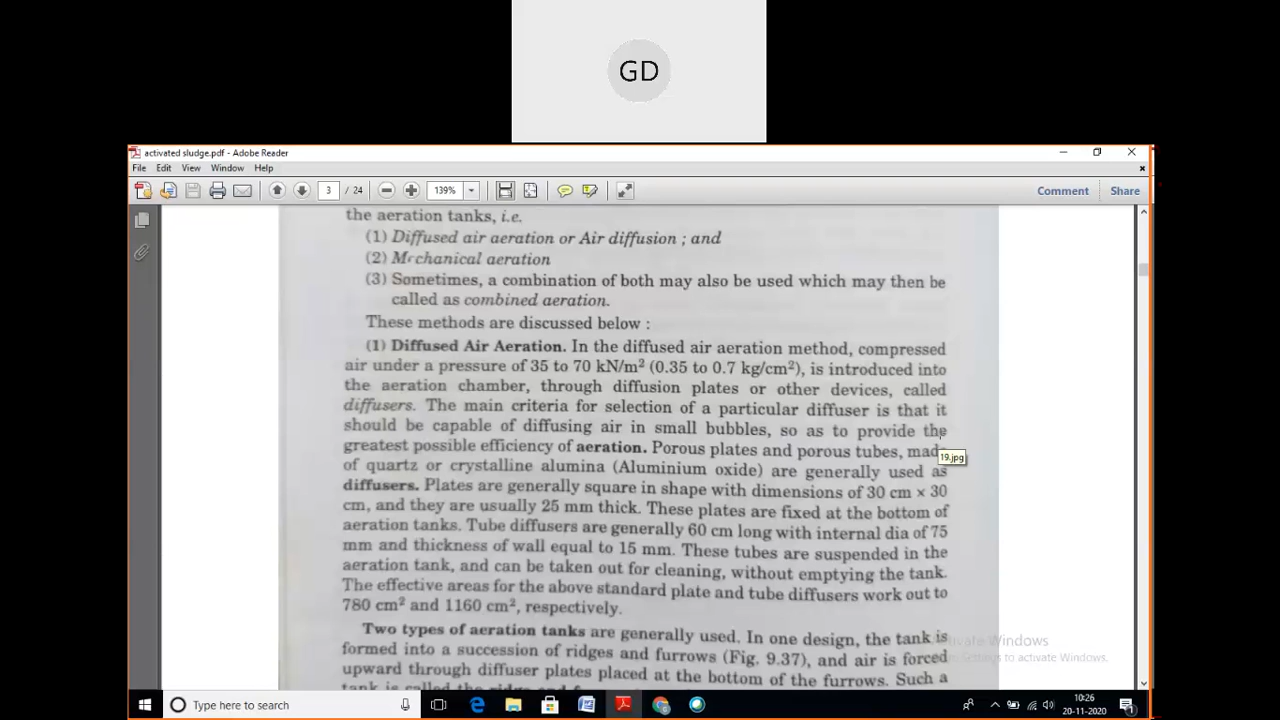 GD
activated sludge.pdf - Adobe Reader
File Edit View Window Help
3 / 24 139% Comment Share
the aeration tanks, i.e.
(1) Diffused air aeration or Air diffusion ; and
(2) Mechanical aeration
(3) Sometimes, a combination of both may also be used which may then be
called as combined aeration.
These methods are discussed below :
(1) Diffused Air Aeration. In the diffused air aeration method, compressed
air under a pressure of 35 to 70 kN/m² (0.35 to 0.7 kg/cm²), is introduced into
the aeration chamber, through diffusion plates or other devices, called
diffusers. The main criteria for selection of a particular diffuser is that it
should be capable of diffusing air in small bubbles, so as to provide the
greatest possible efficiency of aeration. Porous plates and porous tubes, made
19.jpg
of quartz or crystalline alumina (Aluminium oxide) are generally used as
diffusers. Plates are generally square in shape with dimensions of 30 cm × 30
cm, and they are usually 25 mm thick. These plates are fixed at the bottom of
aeration tanks. Tube diffusers are generally 60 cm long with internal dia of 75
mm and thickness of wall equal to 15 mm. These tubes are suspended in the
aeration tank, and can be taken out for cleaning, without emptying the tank.
The effective areas for the above standard plate and tube diffusers work out to
780 cm² and 1160 cm², respectively.
Two types of aeration tanks are generally used. In one design, the tank is
formed into a succession of ridges and furrows (Fig. 9.37), and air is forced
upward through diffuser plates placed at the bottom of the furrows. Such a
tank is called the ridge and
Activate Windows
Settings to activate Windows.
Type here to search
10:26
20-11-2020